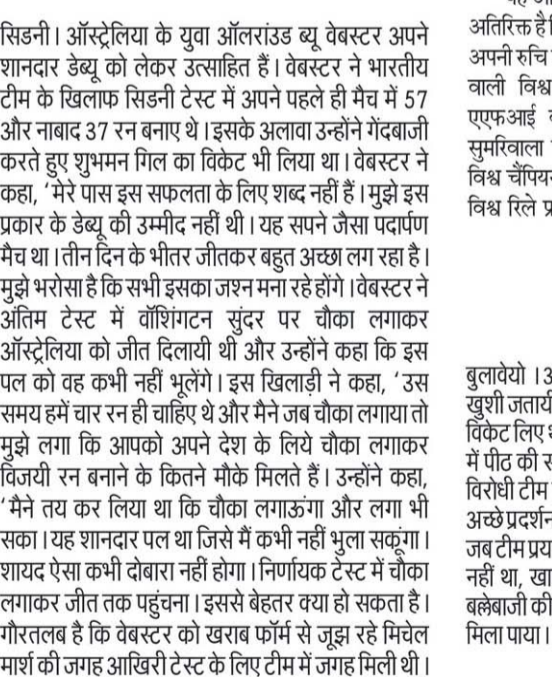 सिडनी। ऑस्ट्रेलिया के युवा ऑलरांउड ब्यू वेबस्टर अपने
शानदार डेब्यू को लेकर उत्साहित हैं। वेबस्टर ने भारतीय
टीम के खिलाफ सिडनी टेस्ट में अपने पहले ही मैच में 57
और नाबाद 37 रन बनाए थे।इसके अलावा उन्होंने गेंदबाजी
करते हुए शुभमन गिल का विकेट भी लिया था। वेबस्टर ने
कहा, ‘मेरे पास इस सफलता के लिए शब्द नहीं हैं।मुझे इस
प्रकार के डेब्यू की उम्मीद नहीं थी।यह सपने जैसा पदार्पण
मैच था।तीन दिन के भीतर जीतकर बहुत अच्छा लग रहा है।
मुझे भरोसा है कि सभी इसका जश्न मना रहे होंगे।वेबस्टर ने
अंतिम टेस्ट में वॉशिंगटन सुंदर पर चौका लगाकर
ऑस्ट्रेलिया को जीत दिलायी थी और उन्होंने कहा कि इस
पल को वह कभी नहीं भूलेंगे। इस खिलाड़ी ने कहा, ‘उस
समय हमें चार रन ही चाहिए थे और मैने जब चौका लगाया तो
मुझे लगा कि आपको अपने देश के लिये चौका लगाकर
विजयी रन बनाने के कितने मौके मिलते हैं। उन्होंने कहा,
‘मैने तय कर लिया था कि चौका लगाऊंगा और लगा भी
सका।यह शानदार पल था जिसे मैं कभी नहीं भुला सकूंगा।
शायद ऐसा कभी दोबारा नहीं होगा।निर्णायक टेस्ट में चौका
लगाकर जीत तक पहुंचना। इससे बेहतर क्या हो सकता है।
गौरतलब है कि वेबस्टर को खराब फॉर्म से जूझ रहे मिचेल
मार्श की जगह आखिरी टेस्ट के लिए टीम में जगह मिली थी।
अतिरिक्त है।
अपनी रुचि
वाली विश्व
एएफआई
सुमरिवाला
विश्व चैंपियन
विश्व रिले
बुलावेयो।
खुशी जतायी
विकेट लिए
में पीठ की
विरोधी टीम
अच्छे प्रदर्शन
जब टीम
नहीं था,
बल्लेबाजी की
मिला पाया।